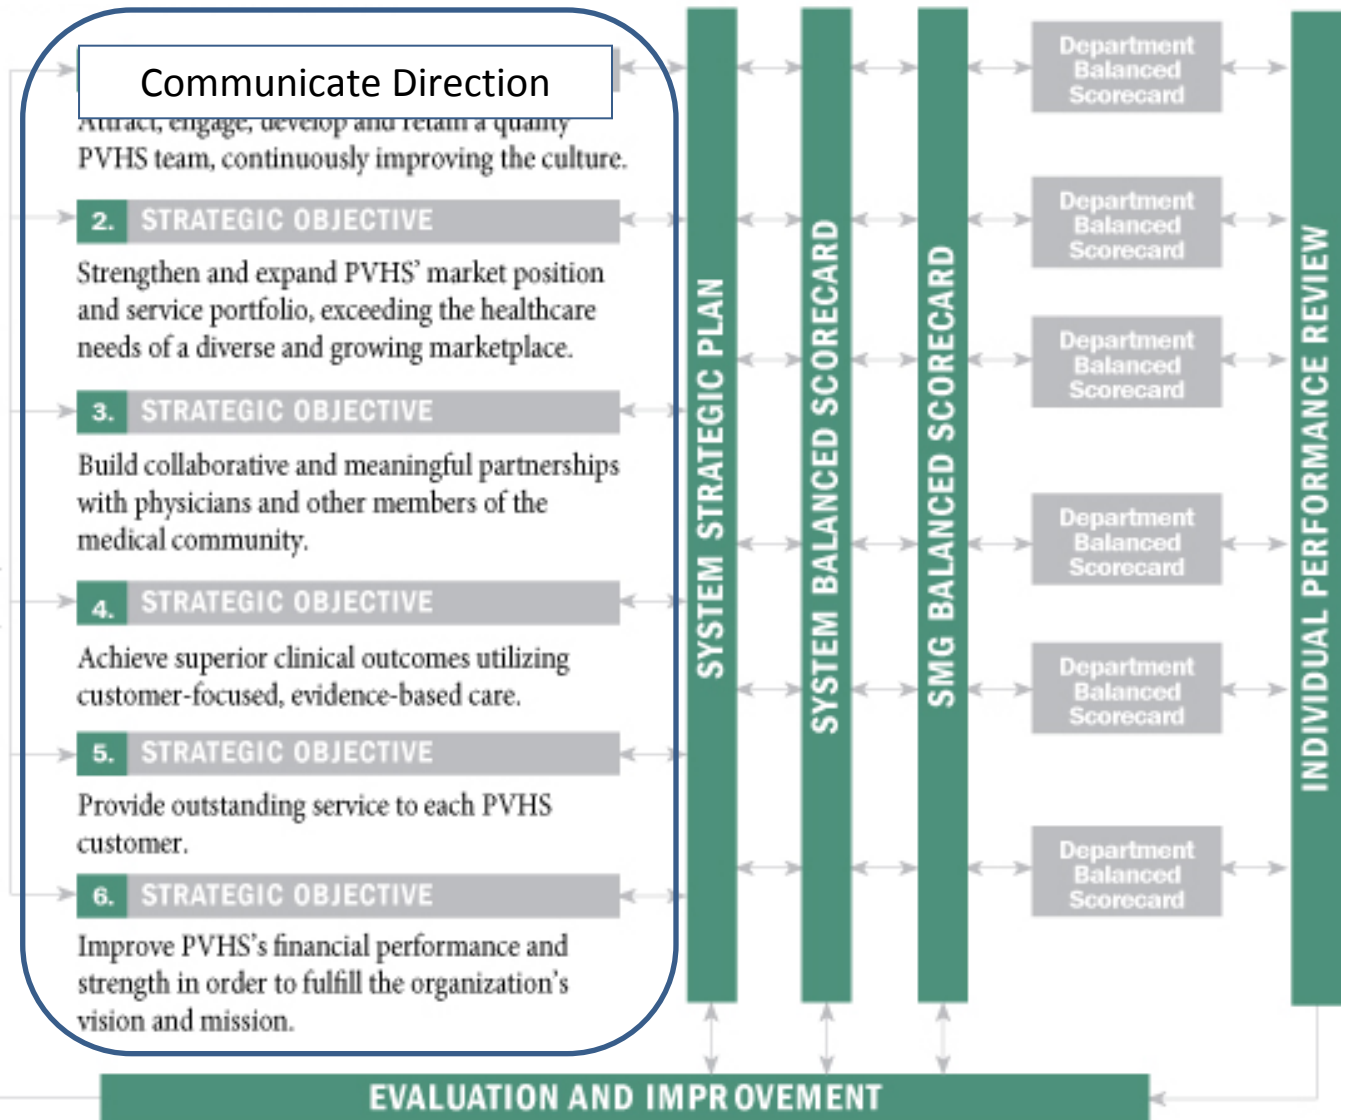 Communicate Direction
Attract, engage, develop and retain a quality
PVHS team, continuously improving the culture.
2. STRATEGIC OBJECTIVE
Strengthen and expand PVHS’ market position
and service portfolio, exceeding the healthcare
needs of a diverse and growing marketplace.
3. STRATEGIC OBJECTIVE
Build collaborative and meaningful partnerships
with physicians and other members of the
medical community.
4. STRATEGIC OBJECTIVE
Achieve superior clinical outcomes utilizing
customer-focused, evidence-based care.
5. STRATEGIC OBJECTIVE
Provide outstanding service to each PVHS
customer.
6. STRATEGIC OBJECTIVE
Improve PVHS’s financial performance and
strength in order to fulfill the organization’s
vision and mission.
SYSTEM STRATEGIC PLAN
SYSTEM BALANCED SCORECARD
SMG BALANCED SCORECARD
Department
Balanced
Scorecard
Department
Balanced
Scorecard
Department
Balanced
Scorecard
Department
Balanced
Scorecard
Department
Balanced
Scorecard
Department
Balanced
Scorecard
INDIVIDUAL PERFORMANCE REVIEW
EVALUATION AND IMPROVEMENT